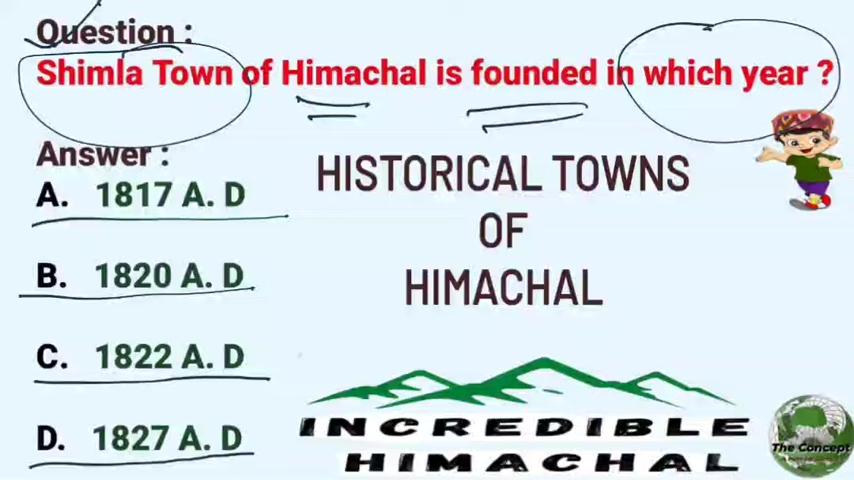 Question :
Shimla Town of Himachal is founded in which year ?
Answer :
A. 1817 A. D
B. 1820 A. D
C. 1822 A. D
D. 1827 A. D
HISTORICAL TOWNS
OF
HIMACHAL
INCREDIBLE
HIMACHAL
The Concept